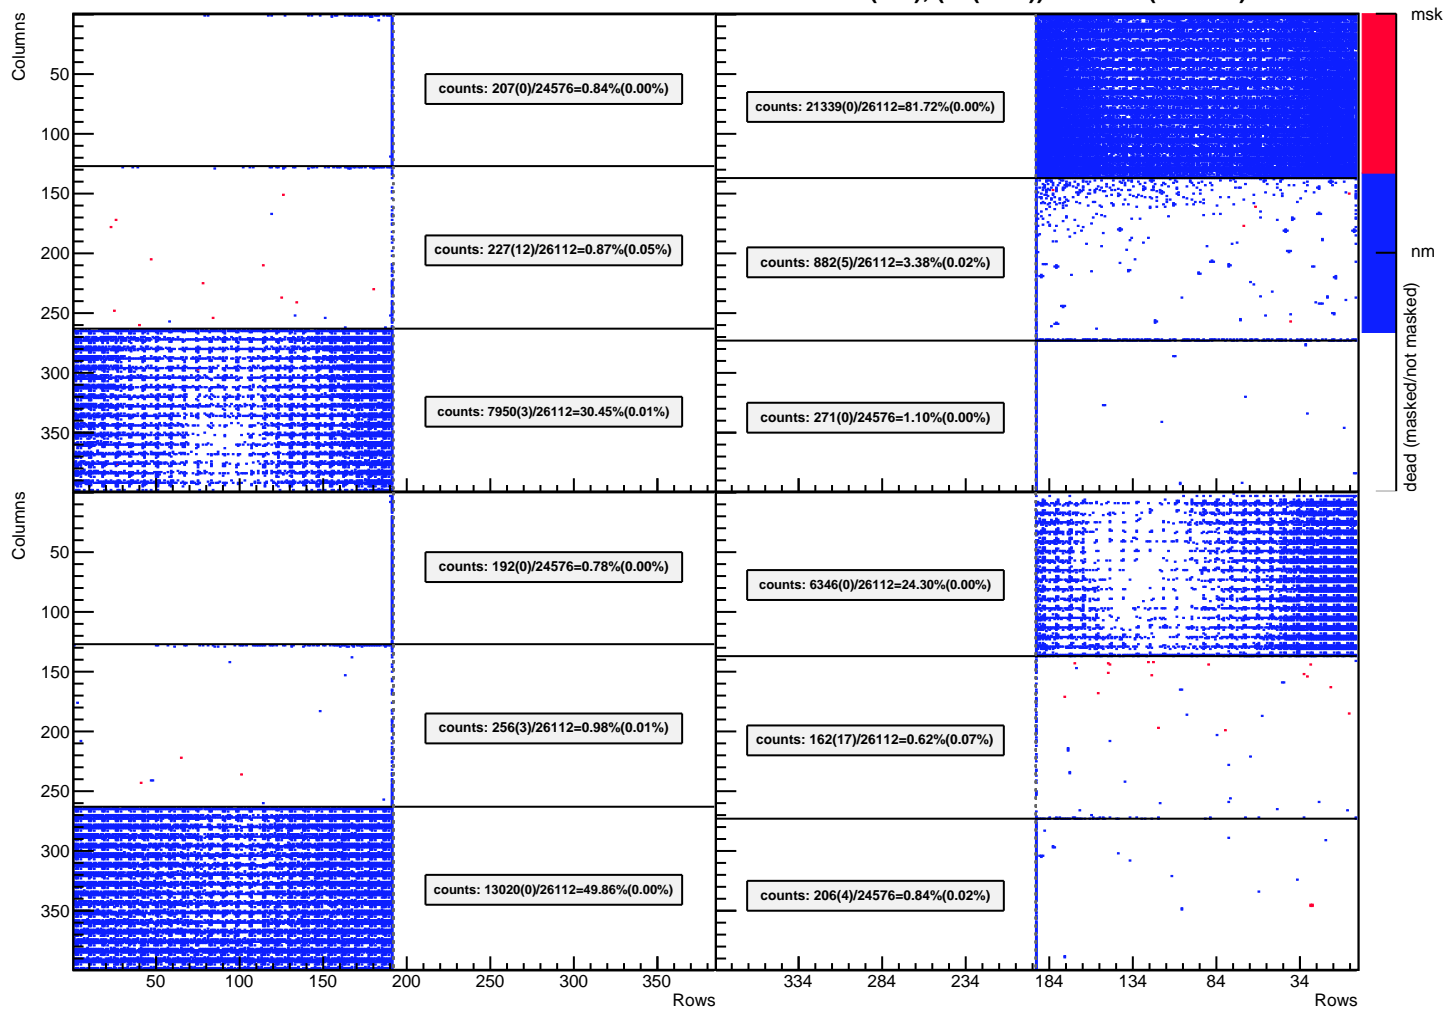 msk
Columns
50
counts: 207(0)/24576=0.84%(0.00%)
counts: 21339(0)/26112=81.72%(0.00%)
100
150
200
counts: 227(12)/26112=0.87%(0.05%)
counts: 882(5)/26112=3.38%(0.02%)
nm
250
300
counts: 7950(3)/26112=30.45%(0.01%)
counts: 271(0)/24576=1.10%(0.00%)
350
dead (masked/not masked)
Columns
50
counts: 192(0)/24576=0.78%(0.00%)
counts: 6346(0)/26112=24.30%(0.00%)
100
150
200
counts: 256(3)/26112=0.98%(0.01%)
counts: 162(17)/26112=0.62%(0.07%)
250
300
counts: 13020(0)/26112=49.86%(0.00%)
counts: 206(4)/24576=0.84%(0.02%)
350
50 100 150 200 250 300 350 334 284 234 184 134 84 34
Rows Rows